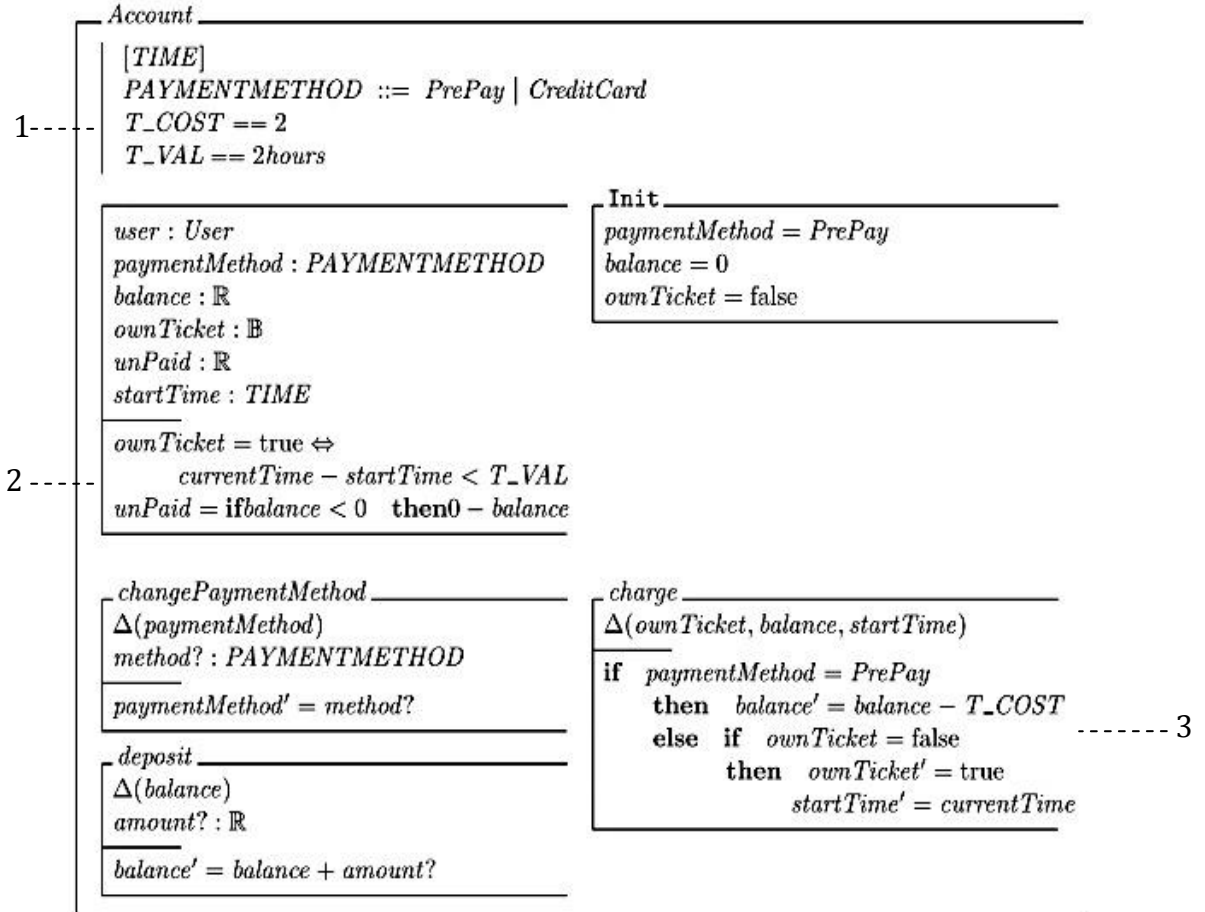 Account
[TIME]
PAYMENTMETHOD ::= PrePay | CreditCard
1
T_COST == 2
T_VAL == 2hours
user : User
paymentMethod : PAYMENTMETHOD
balance : ℝ
ownTicket : 𝔹
unPaid : ℝ
startTime : TIME
ownTicket = true ⇔
currentTime − startTime < T_VAL
2
unPaid = ifbalance < 0 then0 − balance
Init
paymentMethod = PrePay
balance = 0
ownTicket = false
changePaymentMethod
Δ(paymentMethod)
method? : PAYMENTMETHOD
paymentMethod′ = method?
deposit
Δ(balance)
amount? : ℝ
balance′ = balance + amount?
charge
Δ(ownTicket, balance, startTime)
if paymentMethod = PrePay
then balance′ = balance − T_COST
else if ownTicket = false
3
then ownTicket′ = true
startTime′ = currentTime